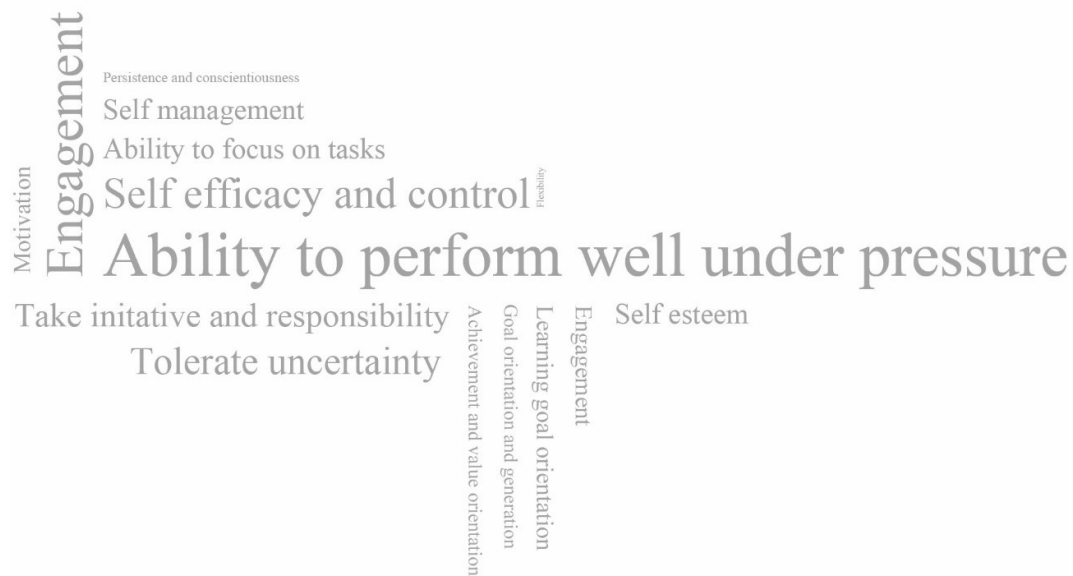 Engagement
Persistence and conscientiousness
Self management
Motivation
Ability to focus on tasks
Self efficacy and control
Flexbility
Ability to perform well under pressure
Take initative and responsibility
Tolerate uncertainty
Achievement and value orientation
Goal orientation and generation
Learning goal orientation
Engagement
Self esteem